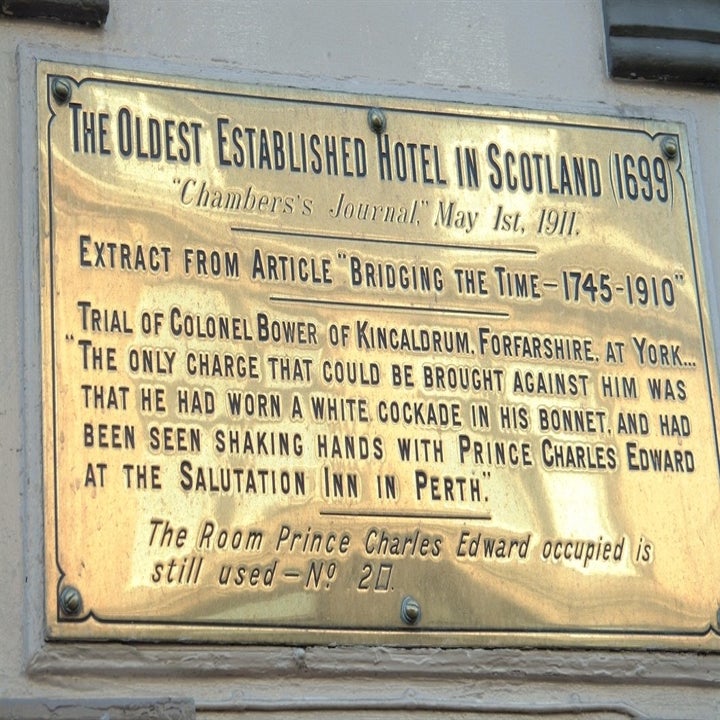 The Oldest Established Hotel in Scotland (1699)
"Chambers's Journal," May 1st, 1911.
Extract from Article "Bridging the Time–1745-1910"
Trial of Colonel Bower of Kincaldrum, Forfarshire, at York...
"The only charge that could be brought against him was
that he had worn a white cockade in his bonnet, and had
been seen shaking hands with Prince Charles Edward
at the Salutation Inn in Perth."
The Room Prince Charles Edward occupied is
still used – Nº